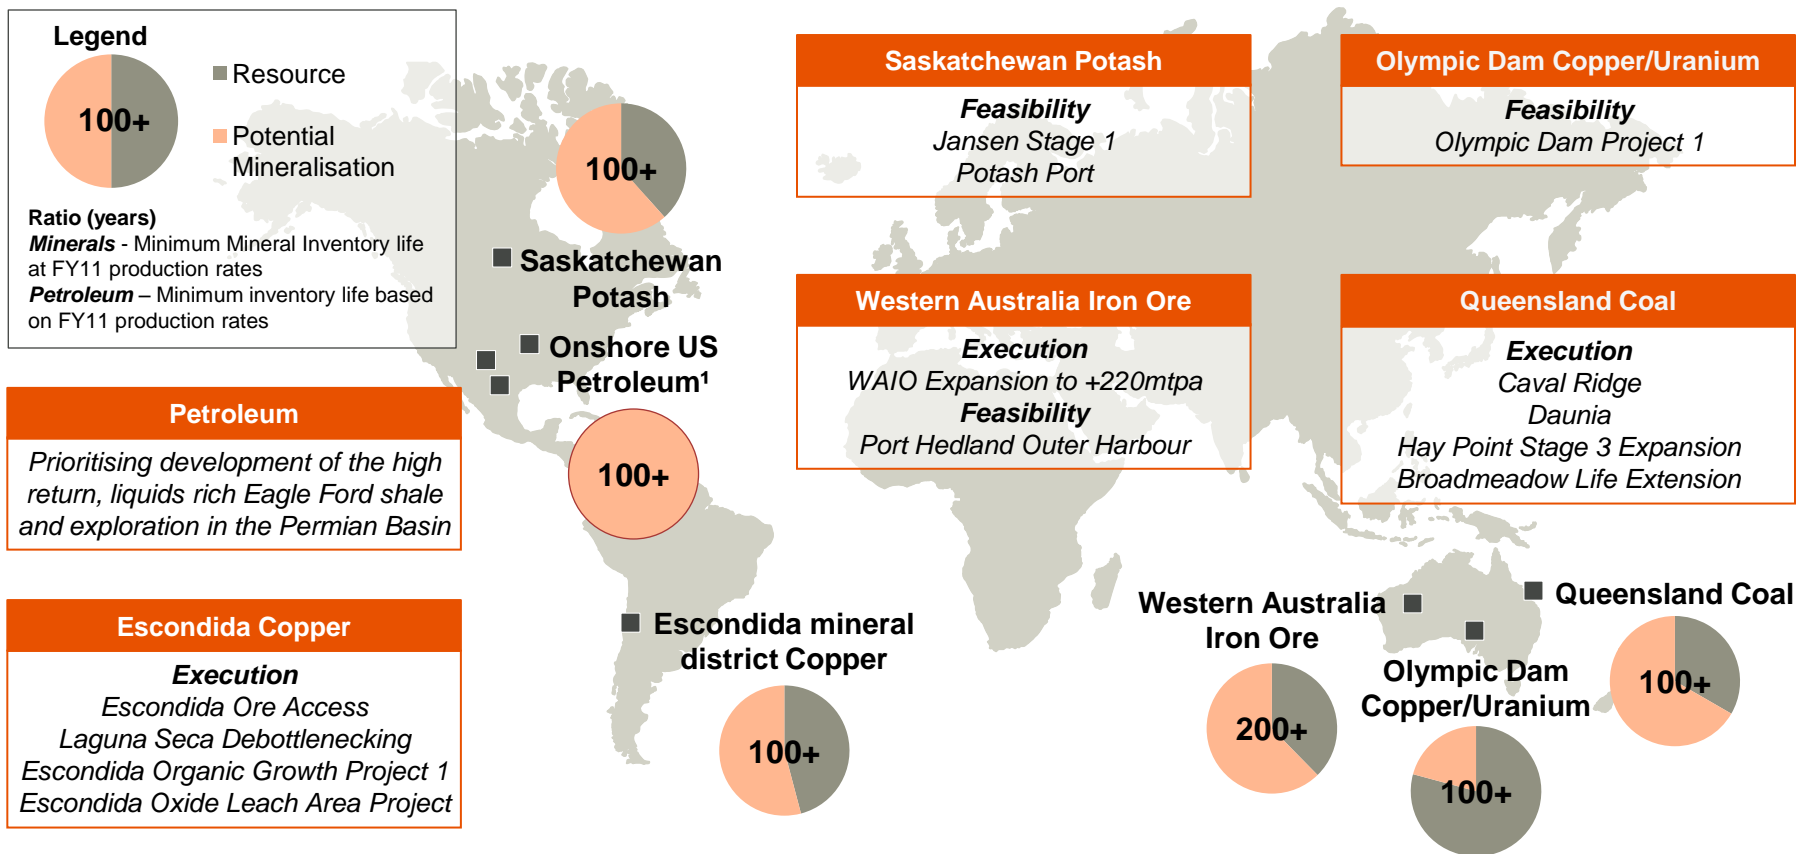 Legend
100+
Resource
Potential
Mineralisation
Ratio (years)
Minerals - Minimum Mineral Inventory life
at FY11 production rates
Petroleum – Minimum inventory life based
on FY11 production rates
100+
Saskatchewan
Potash
Onshore US
Petroleum¹
100+
Petroleum
Prioritising development of the high
return, liquids rich Eagle Ford shale
and exploration in the Permian Basin
Escondida Copper
Execution
Escondida Ore Access
Laguna Seca Debottlenecking
Escondida Organic Growth Project 1
Escondida Oxide Leach Area Project
Escondida mineral
district Copper
100+
Saskatchewan Potash
Feasibility
Jansen Stage 1
Potash Port
Olympic Dam Copper/Uranium
Feasibility
Olympic Dam Project 1
Western Australia Iron Ore
Execution
WAIO Expansion to +220mtpa
Feasibility
Port Hedland Outer Harbour
Queensland Coal
Execution
Caval Ridge
Daunia
Hay Point Stage 3 Expansion
Broadmeadow Life Extension
Western Australia
Iron Ore
200+
Olympic Dam
Copper/Uranium
100+
Queensland Coal
100+